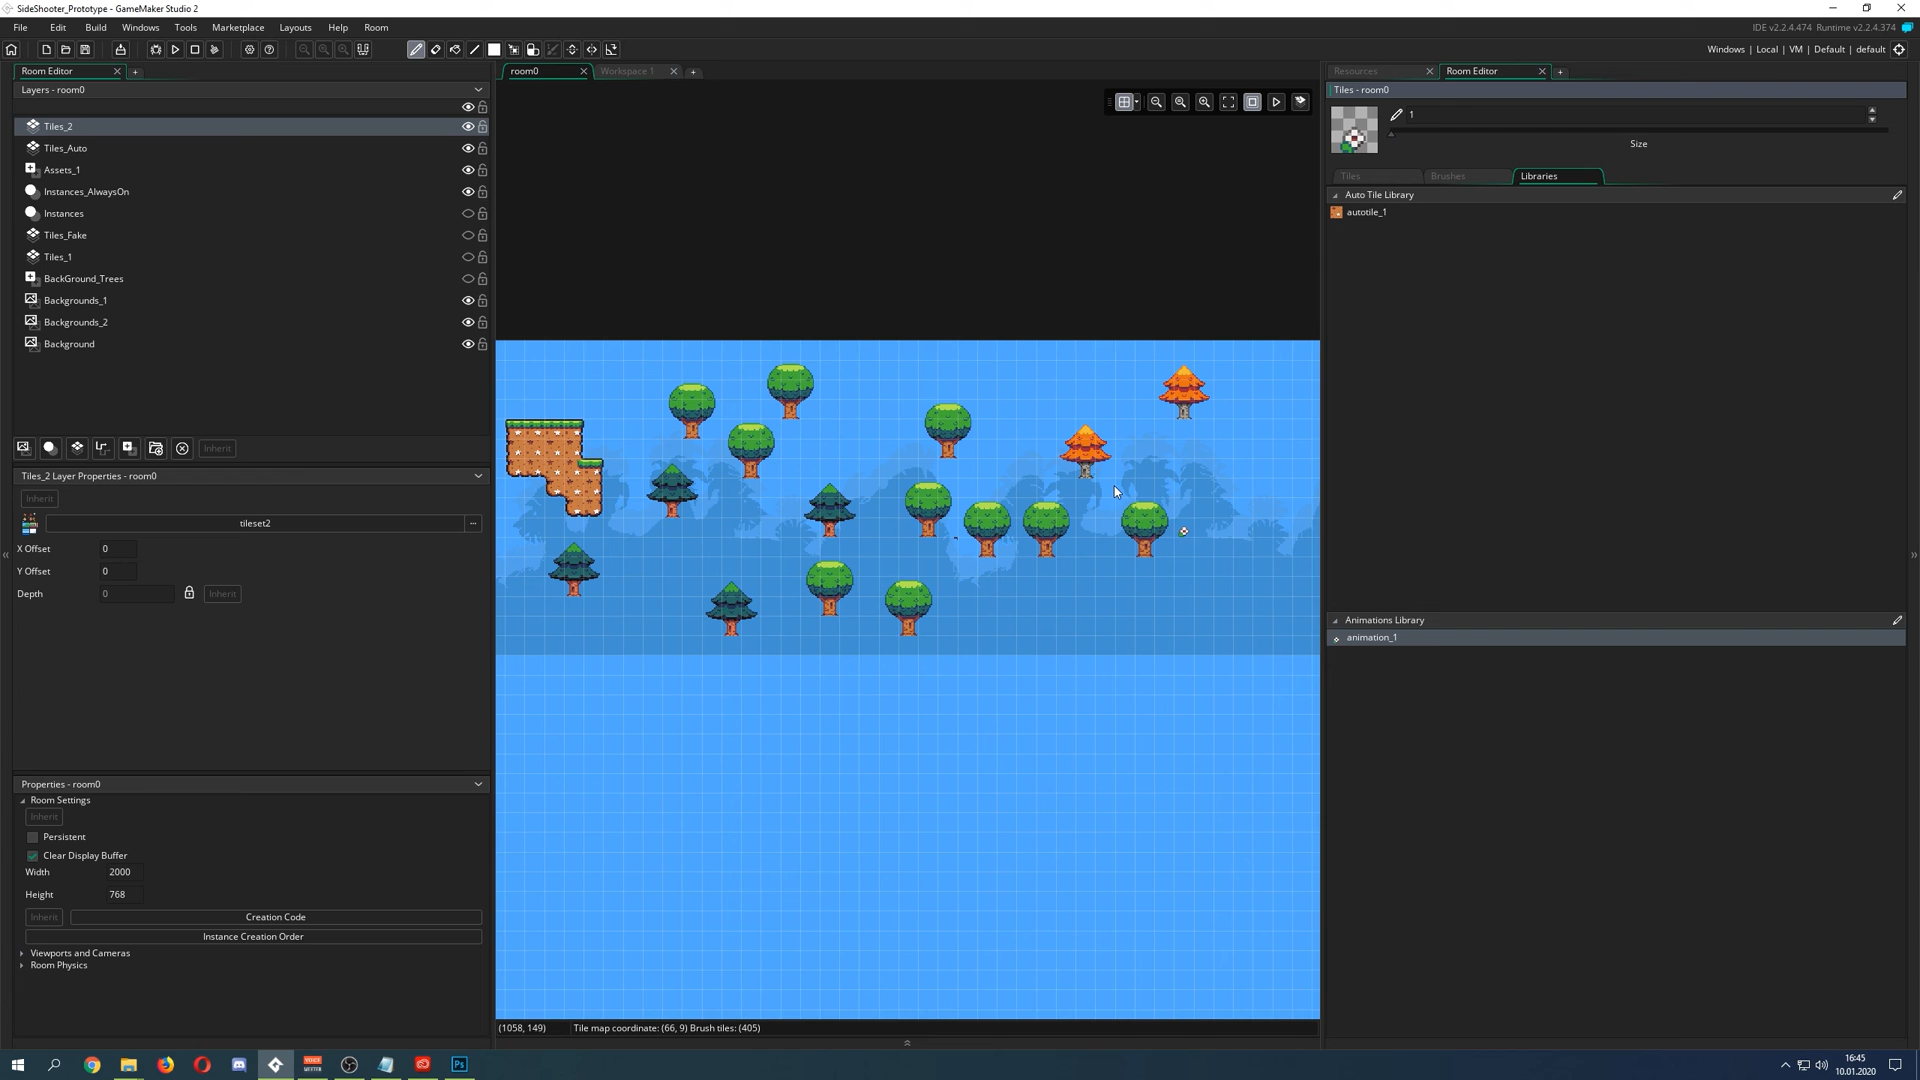 SideShooter_Prototype - GameMaker Studio 2
File Edit Build Windows Tools Marketplace Layouts Help Room
IDE v2.2.4.474 Runtime v2.2.4.374
Windows | Local | VM | Default | default
Room Editor
room0
Workspace 1
Resources
Room Editor
Layers - room0
Tiles_2
Tiles_Auto
Assets_1
Instances_AlwaysOn
Instances
Tiles_Fake
Tiles_1
BackGround_Trees
Backgrounds_1
Backgrounds_2
Background
Inherit
Tiles_2 Layer Properties - room0
Inherit
tileset2
...
X Offset 0
Y Offset 0
Depth 0 Inherit
Properties - room0
Room Settings
Inherit
Persistent
Clear Display Buffer
Width 2000
Height 768
Inherit Creation Code
Instance Creation Order
Viewports and Cameras
Room Physics
(1058, 149) Tile map coordinate: (66, 9) Brush tiles: (405)
Tiles - room0
1
Size
Tiles Brushes Libraries
Auto Tile Library
autotile_1
Animations Library
animation_1
Ps
16:45
10.01.2020